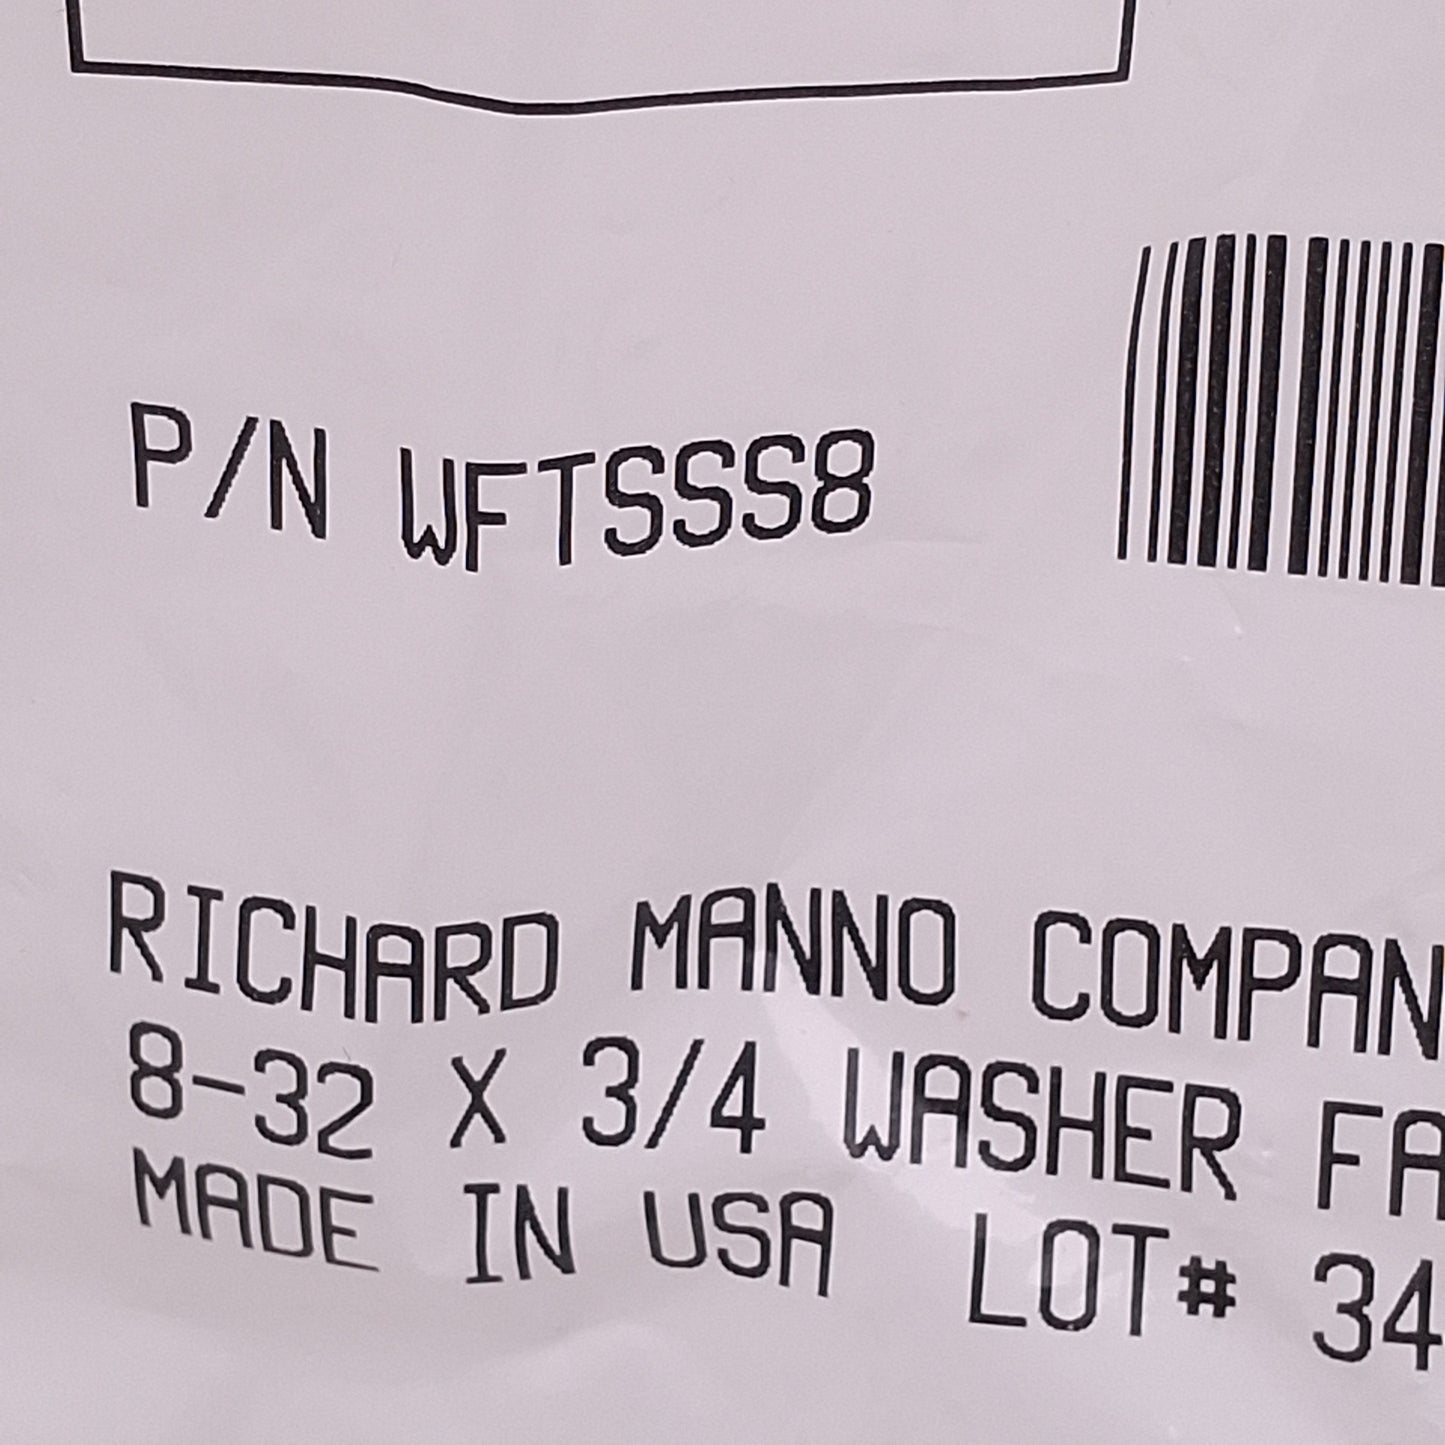 P/N WFTSSS8
RICHARD MANNO COMPAN
8-32 X 3/4 WASHER FA
MADE IN USA LOT# 34